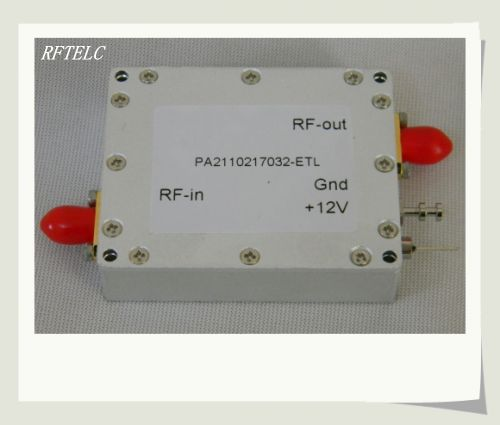 RFTELC
RF-out
PA2110217032-ETL
RF-in
Gnd
+12V